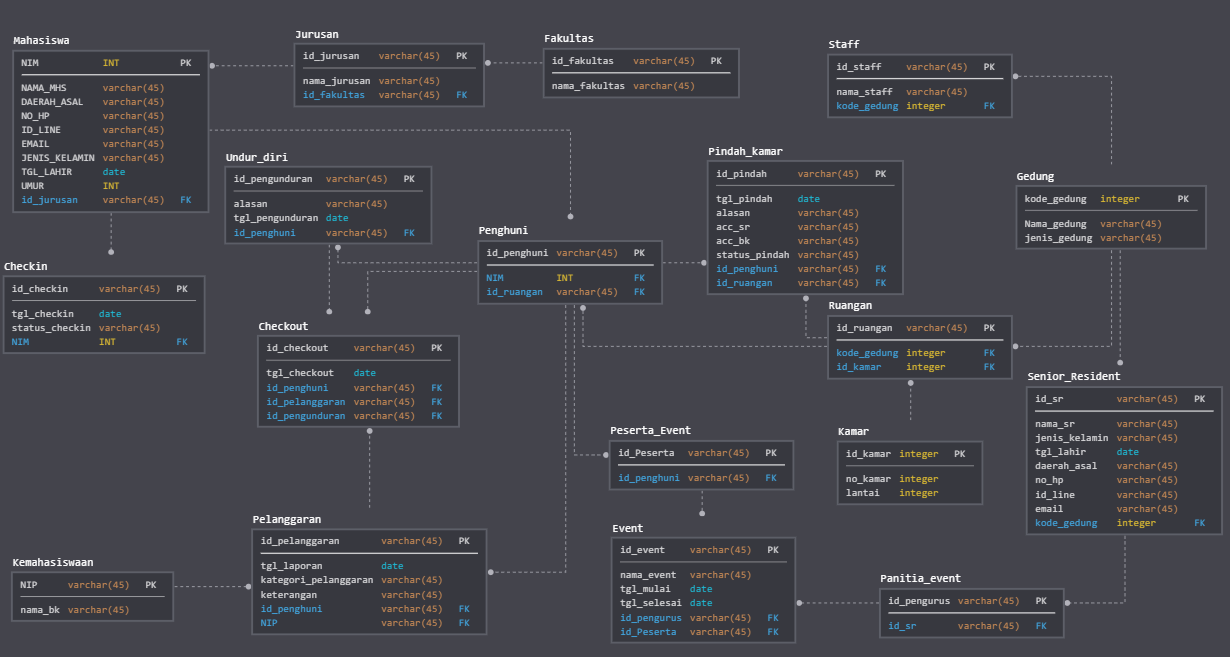 Mahasiswa
NIM INT PK
NAMA_MHS varchar(45)
DAERAH_ASAL varchar(45)
NO_HP varchar(45)
ID_LINE varchar(45)
EMAIL varchar(45)
JENIS_KELAMIN varchar(45)
TGL_LAHIR date
UMUR INT
id_jurusan varchar(45) FK
Jurusan
id_jurusan varchar(45) PK
nama_jurusan varchar(45)
id_fakultas varchar(45) FK
Fakultas
id_fakultas varchar(45) PK
nama_fakultas varchar(45)
Staff
id_staff varchar(45) PK
nama_staff varchar(45)
kode_gedung integer FK
Undur_diri
id_pengunduran varchar(45) PK
alasan varchar(45)
tgl_pengunduran date
id_penghuni varchar(45) FK
Pindah_kamar
id_pindah varchar(45) PK
tgl_pindah date
alasan varchar(45)
acc_sr varchar(45)
acc_bk varchar(45)
status_pindah varchar(45)
id_penghuni varchar(45) FK
id_ruangan varchar(45) FK
Gedung
kode_gedung integer PK
Nama_gedung varchar(45)
jenis_gedung varchar(45)
Penghuni
id_penghuni varchar(45) PK
NIM INT FK
id_ruangan varchar(45) FK
Checkin
id_checkin varchar(45) PK
tgl_checkin date
status_checkin varchar(45)
NIM INT FK
Checkout
id_checkout varchar(45) PK
tgl_checkout date
id_penghuni varchar(45) FK
id_pelanggaran varchar(45) FK
id_pengunduran varchar(45) FK
Ruangan
id_ruangan varchar(45) PK
kode_gedung integer FK
id_kamar integer FK
Senior_Resident
id_sr varchar(45) PK
nama_sr varchar(45)
jenis_kelamin varchar(45)
tgl_lahir date
daerah_asal varchar(45)
no_hp varchar(45)
id_line varchar(45)
email varchar(45)
kode_gedung integer FK
Peserta_Event
id_Peserta varchar(45) PK
id_penghuni varchar(45) FK
Kamar
id_kamar integer PK
no_kamar integer
lantai integer
Pelanggaran
id_pelanggaran varchar(45) PK
tgl_laporan date
kategori_pelanggaran varchar(45)
keterangan varchar(45)
id_penghuni varchar(45) FK
NIP varchar(45) FK
Event
id_event varchar(45) PK
nama_event varchar(45)
tgl_mulai date
tgl_selesai date
id_pengurus varchar(45) FK
id_Peserta varchar(45) FK
Kemahasiswaan
NIP varchar(45) PK
nama_bk varchar(45)
Panitia_event
id_pengurus varchar(45) PK
id_sr varchar(45) FK